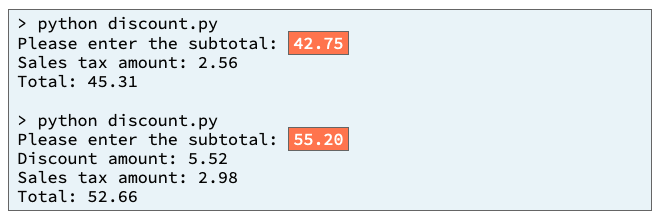 > python discount.py
Please enter the subtotal: 42.75
Sales tax amount: 2.56
Total: 45.31
> python discount.py
Please enter the subtotal: 55.20
Discount amount: 5.52
Sales tax amount: 2.98
Total: 52.66